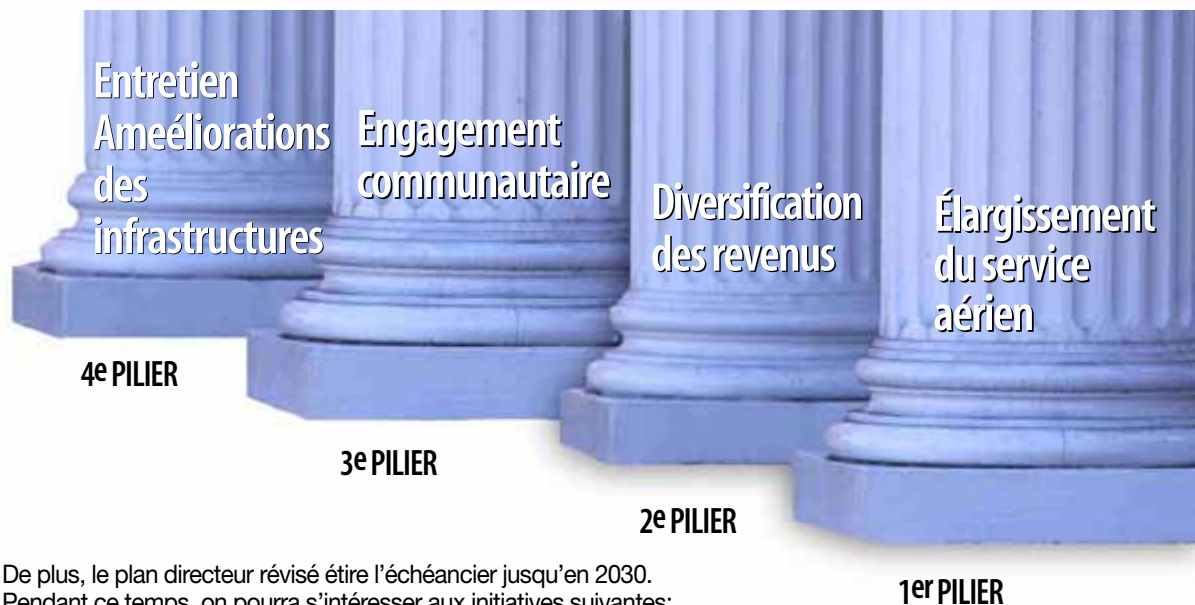 Entretien
Ameéliorations
des
infrastructures
4e PILIER
Engagement
communautaire
3e PILIER
Diversification
des revenus
2e PILIER
Élargissement
du service
aérien
1er PILIER
De plus, le plan directeur révisé étire l'échéancier jusqu'en 2030.
Pendant ce temps, on pourra s'intéresser aux initiatives suivantes: